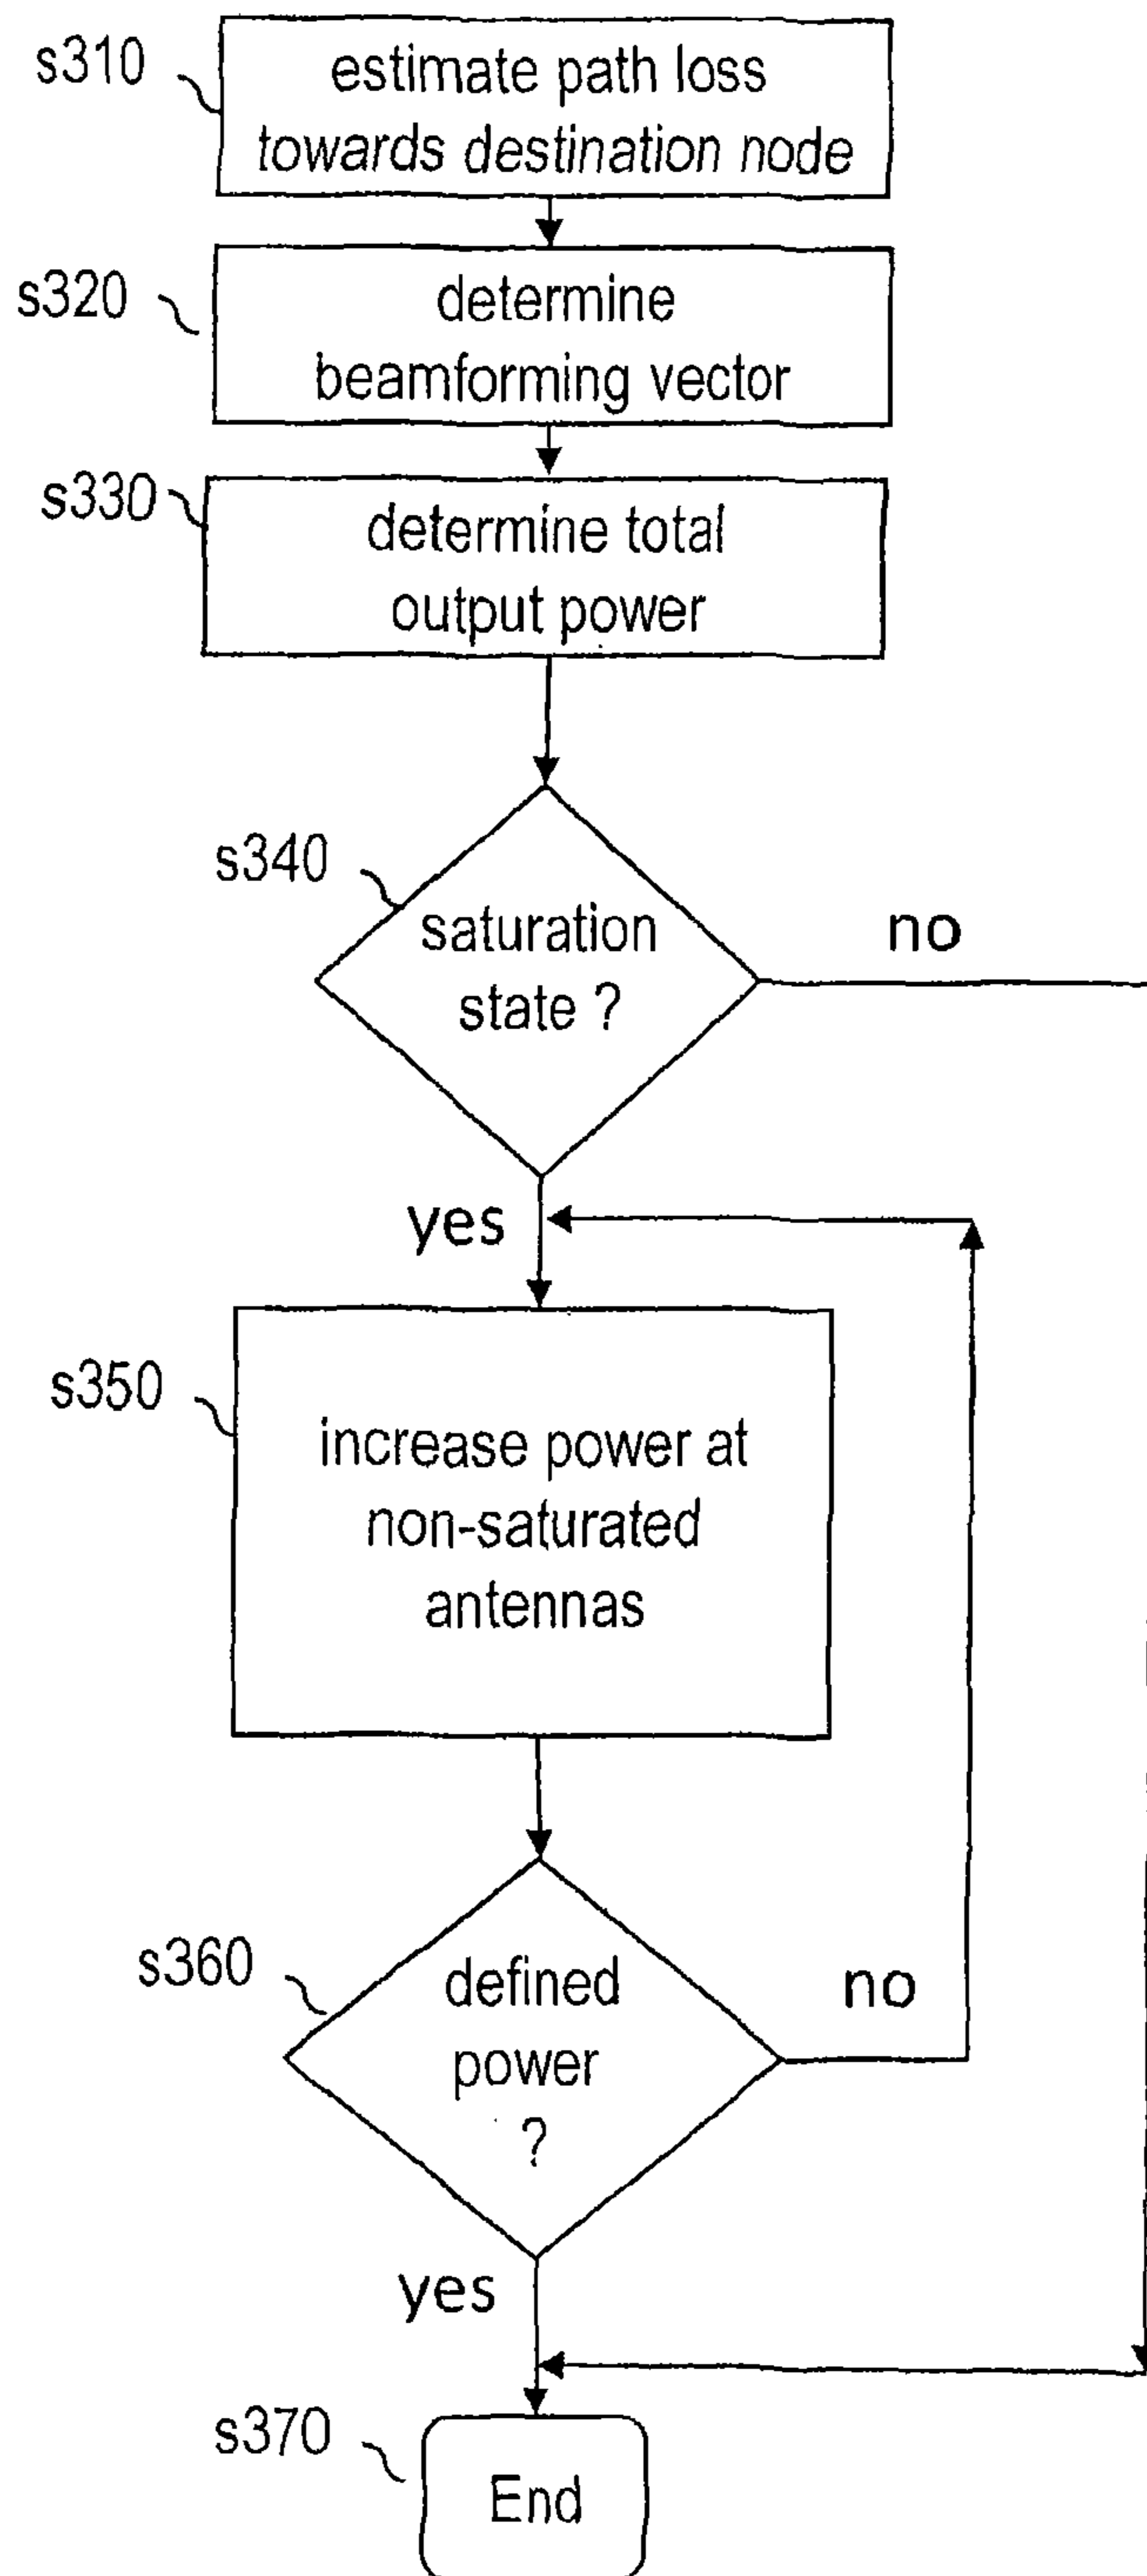 s310
estimate path loss
towards destination node
s320
determine
beamforming vector
s330
determine total
output power
s340
saturation
state ?
no
yes
s350
increase power at
non-saturated
antennas
s360
defined
power
?
no
yes
s370
End